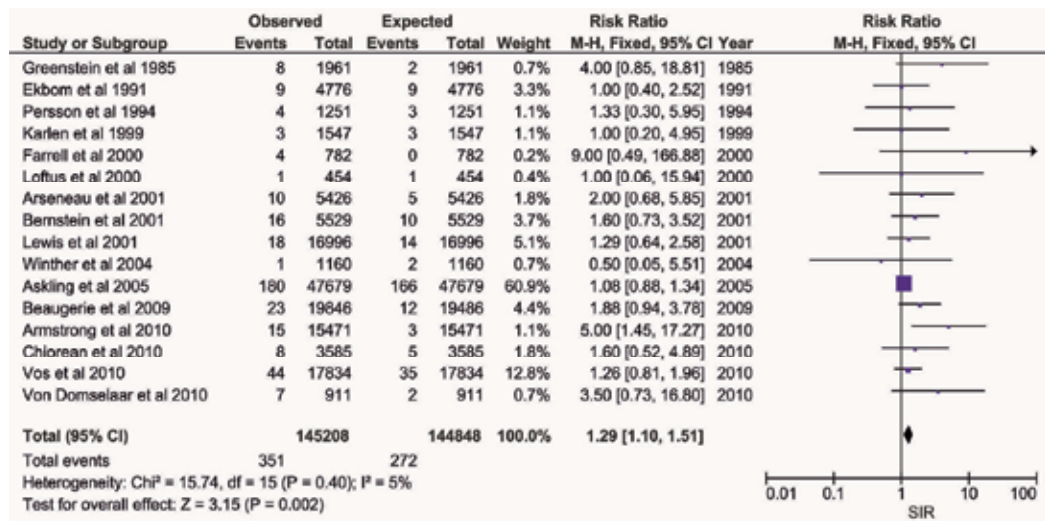 Observed Expected Risk Ratio Risk Ratio
Study or Subgroup Events Total Events Total Weight M-H, Fixed, 95% CI Year M-H, Fixed, 95% CI
Greenstein et al 1985 8 1961 2 1961 0.7% 4.00 [0.85, 18.81] 1985
Ekbom et al 1991 9 4776 9 4776 3.3% 1.00 [0.40, 2.52] 1991
Persson et al 1994 4 1251 3 1251 1.1% 1.33 [0.30, 5.95] 1994
Karlen et al 1999 3 1547 3 1547 1.1% 1.00 [0.20, 4.95] 1999
Farrell et al 2000 4 782 0 782 0.2% 9.00 [0.49, 166.88] 2000
Loftus et al 2000 1 454 1 454 0.4% 1.00 [0.06, 15.94] 2000
Arseneau et al 2001 10 5426 5 5426 1.8% 2.00 [0.68, 5.85] 2001
Bernstein et al 2001 16 5529 10 5529 3.7% 1.60 [0.73, 3.52] 2001
Lewis et al 2001 18 16996 14 16996 5.1% 1.29 [0.64, 2.58] 2001
Winther et al 2004 1 1160 2 1160 0.7% 0.50 [0.05, 5.51] 2004
Askling et al 2005 180 47679 166 47679 60.9% 1.08 [0.88, 1.34] 2005
Beaugerie et al 2009 23 19846 12 19486 4.4% 1.88 [0.94, 3.78] 2009
Armstrong et al 2010 15 15471 3 15471 1.1% 5.00 [1.45, 17.27] 2010
Chiorean et al 2010 8 3585 5 3585 1.8% 1.60 [0.52, 4.89] 2010
Vos et al 2010 44 17834 35 17834 12.8% 1.26 [0.81, 1.96] 2010
Von Domselaar et al 2010 7 911 2 911 0.7% 3.50 [0.73, 16.80] 2010
Total (95% CI) 145208 144848 100.0% 1.29 [1.10, 1.51]
Total events 351 272
Heterogeneity: Chi² = 15.74, df = 15 (P = 0.40); I² = 5%
Test for overall effect: Z = 3.15 (P = 0.002)
0.01 0.1 1 10 100
SIR